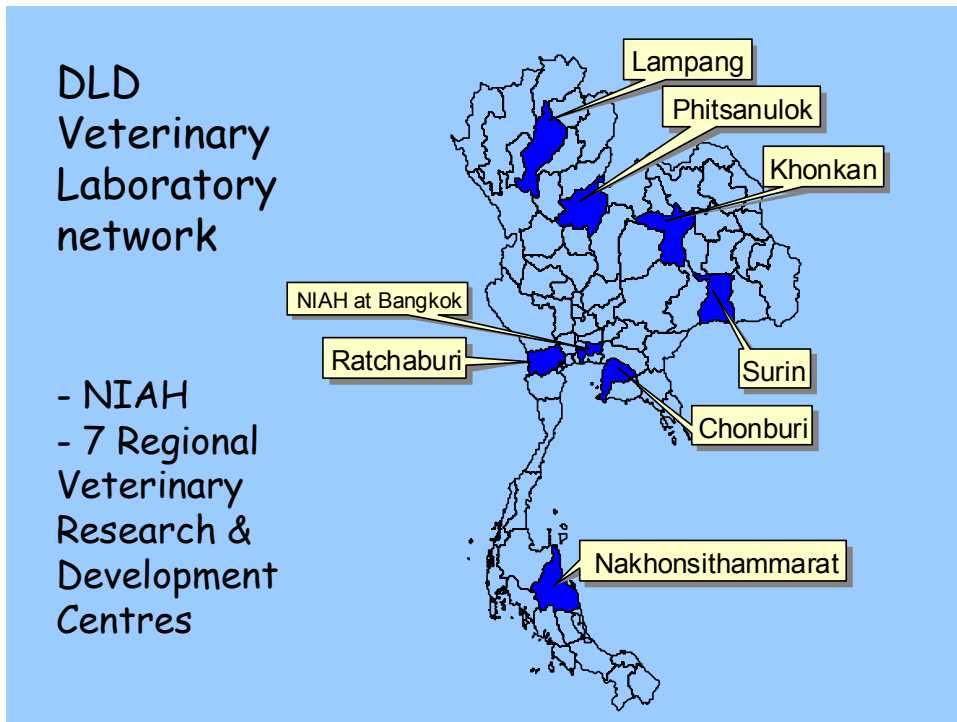 DLD
Veterinary
Laboratory
network
- NIAH
- 7 Regional
Veterinary
Research &
Development
Centres
Lampang
Phitsanulok
Khonkan
NIAH at Bangkok
Ratchaburi
Surin
Chonburi
Nakhonsithammarat